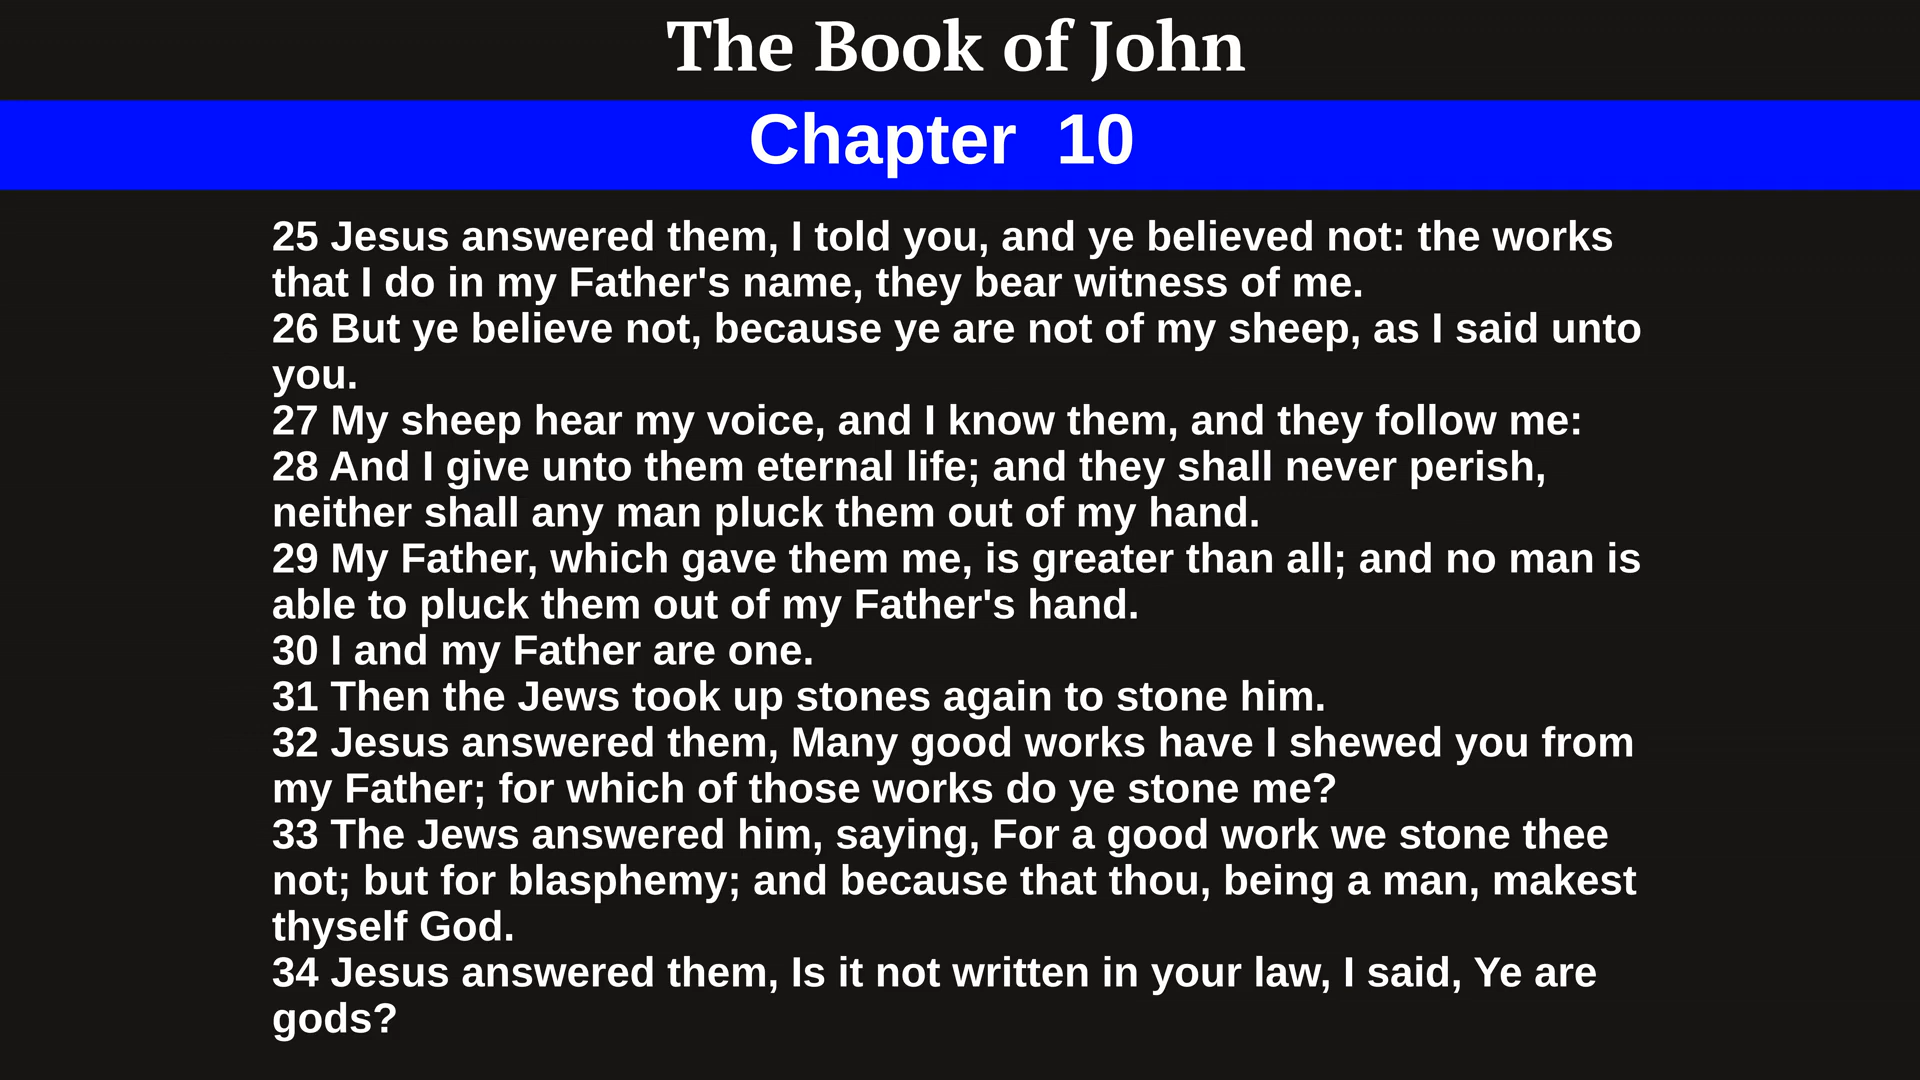 The Book of John
Chapter 10
25 Jesus answered them, I told you, and ye believed not: the works
that I do in my Father's name, they bear witness of me.
26 But ye believe not, because ye are not of my sheep, as I said unto
you.
27 My sheep hear my voice, and I know them, and they follow me:
28 And I give unto them eternal life; and they shall never perish,
neither shall any man pluck them out of my hand.
29 My Father, which gave them me, is greater than all; and no man is
able to pluck them out of my Father's hand.
30 I and my Father are one.
31 Then the Jews took up stones again to stone him.
32 Jesus answered them, Many good works have I shewed you from
my Father; for which of those works do ye stone me?
33 The Jews answered him, saying, For a good work we stone thee
not; but for blasphemy; and because that thou, being a man, makest
thyself God.
34 Jesus answered them, Is it not written in your law, I said, Ye are
gods?